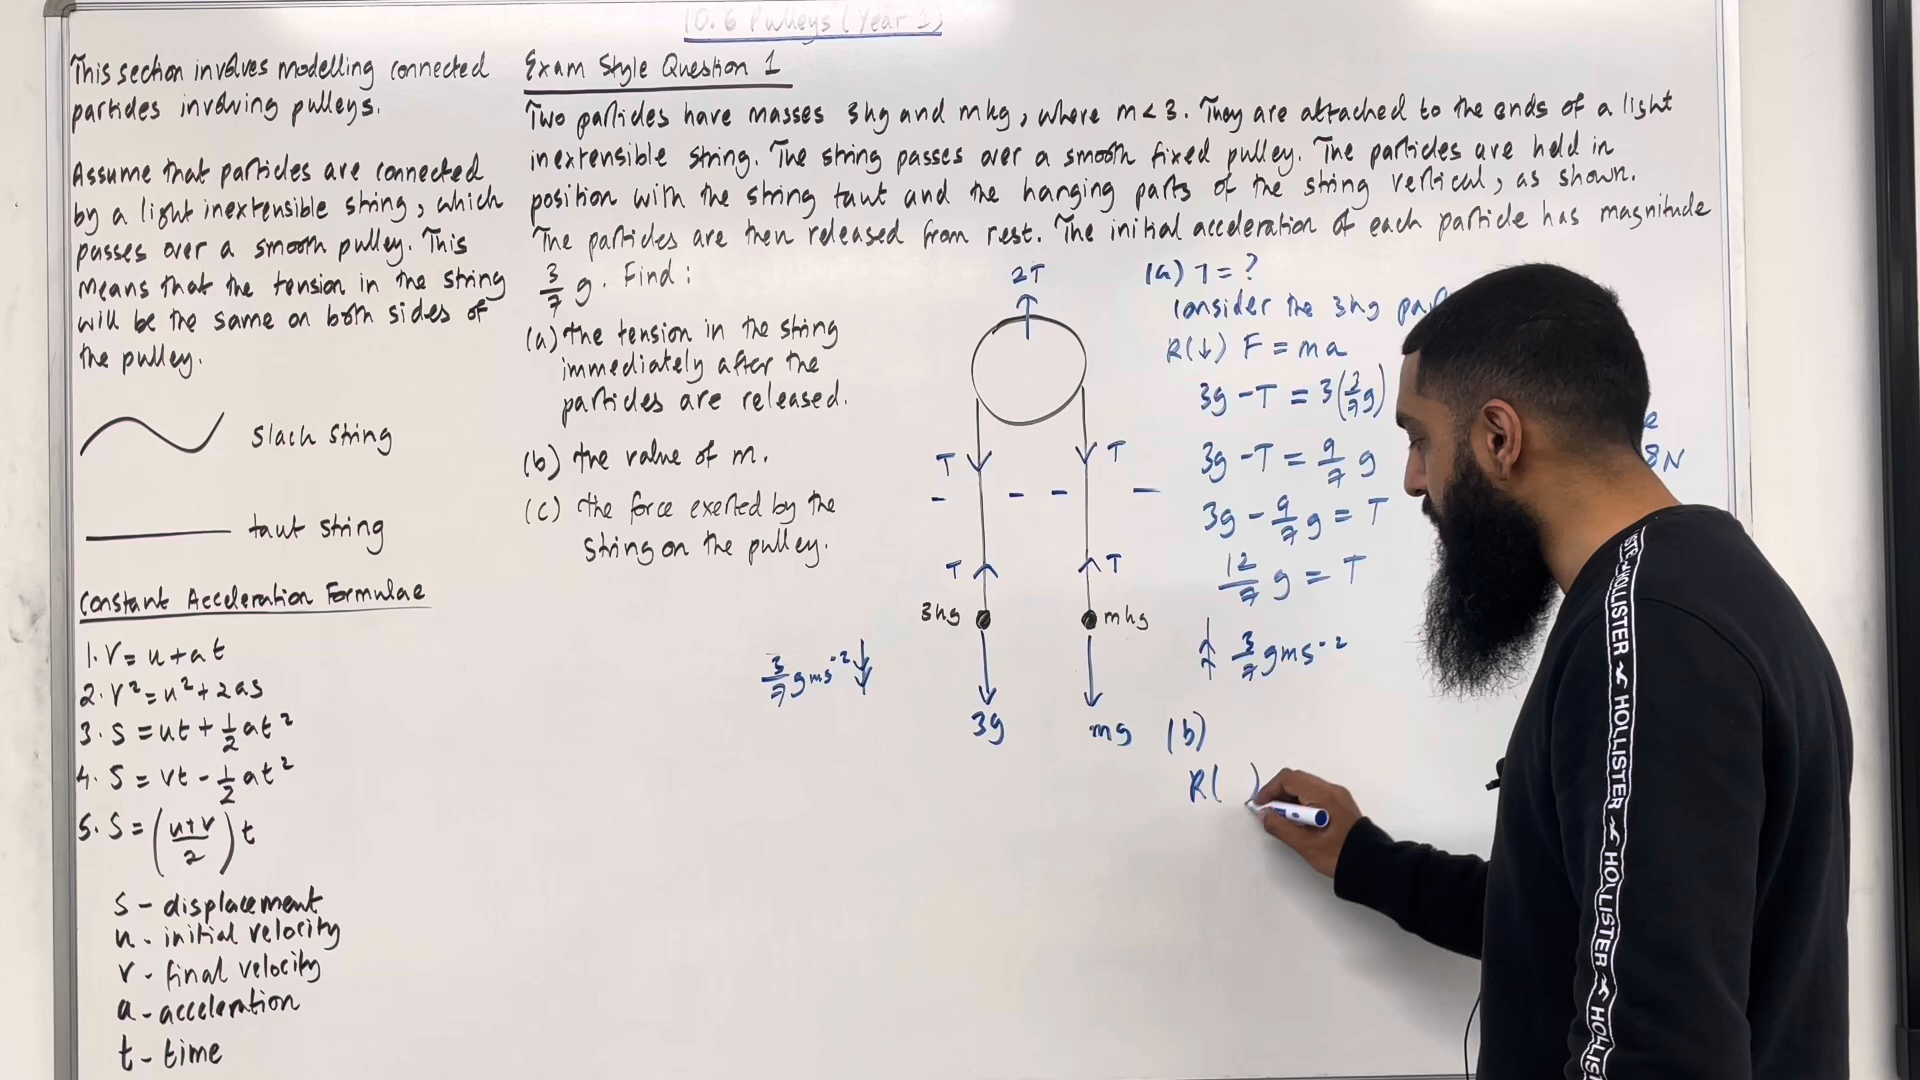 10.6 Pulleys (Year 1)
This section involves modelling connected
particles involving pulleys.
Assume that particles are connected
by a light inextensible string, which
passes over a smooth pulley. This
means that the tension in the string
will be the same on both sides of
the pulley.
slack string
taut string
Constant Acceleration Formulae
1. v = u + at
2. v² = u² + 2as
3. s = ut + 1/2 at²
4. s = vt - 1/2 at²
5. s = (u+v/2) t
s - displacement
u - initial velocity
v - final velocity
a - acceleration
t - time
Exam Style Question 1
Two particles have masses 3kg and mkg, where m < 3. They are attached to the ends of a light
inextensible string. The string passes over a smooth fixed pulley. The particles are held in
position with the string taut and the hanging parts of the string vertical, as shown.
The particles are then released from rest. The initial acceleration of each particle has magnitude
3/7 g. Find:
(a) the tension in the string
immediately after the
particles are released.
(b) the value of m.
(c) the force exerted by the
string on the pulley.
2T
T
T
T
T
3kg
mkg
3/7 gms⁻²
3g
mg
(a) T = ?
Consider the 3kg
R(↓) F = ma
3g - T = 3(3/7 g)
3g - T = 9/7 g
3g - 9/7 g = T
12/7 g = T
8N
3/7 gms⁻²
(b)
R( )
HOLLISTER HOLLISTER HOLLISTER